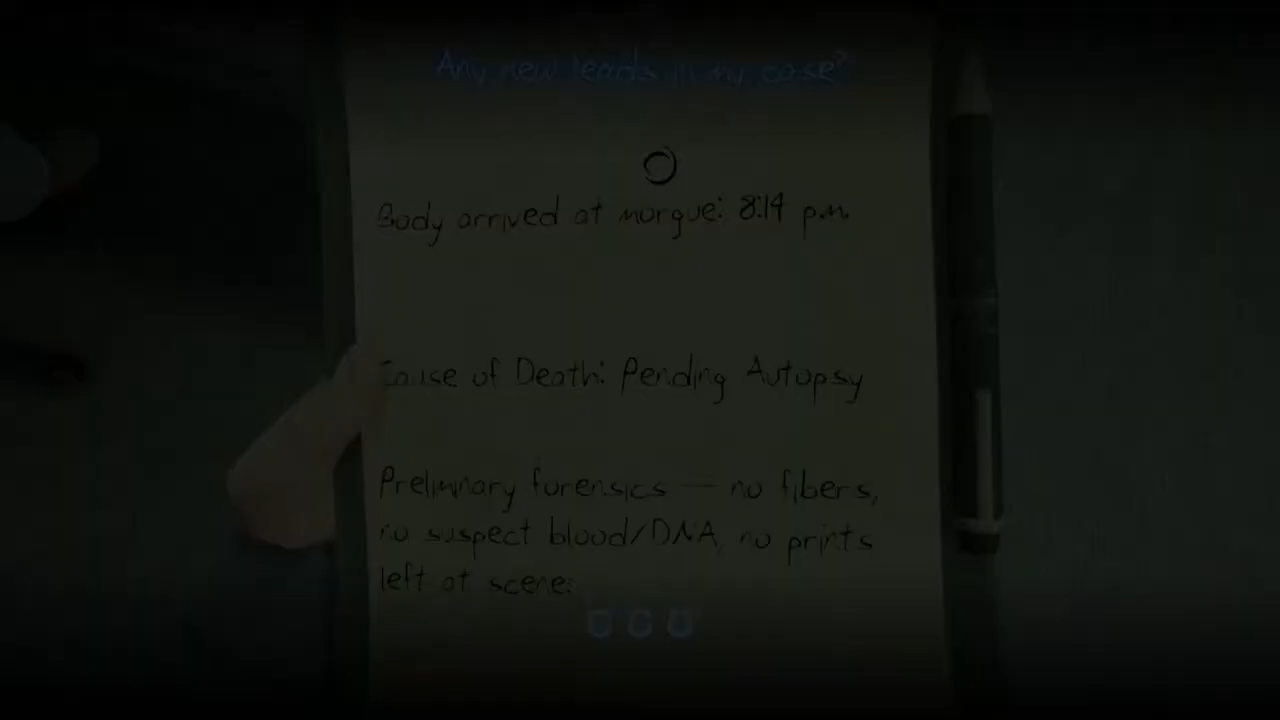 Any new leads in my case?
Body arrived at morgue: 8:14 p.m.
Cause of Death: Pending Autopsy
Preliminary forensics — no fibers,
no suspect blood/DNA, no prints
left at scene.